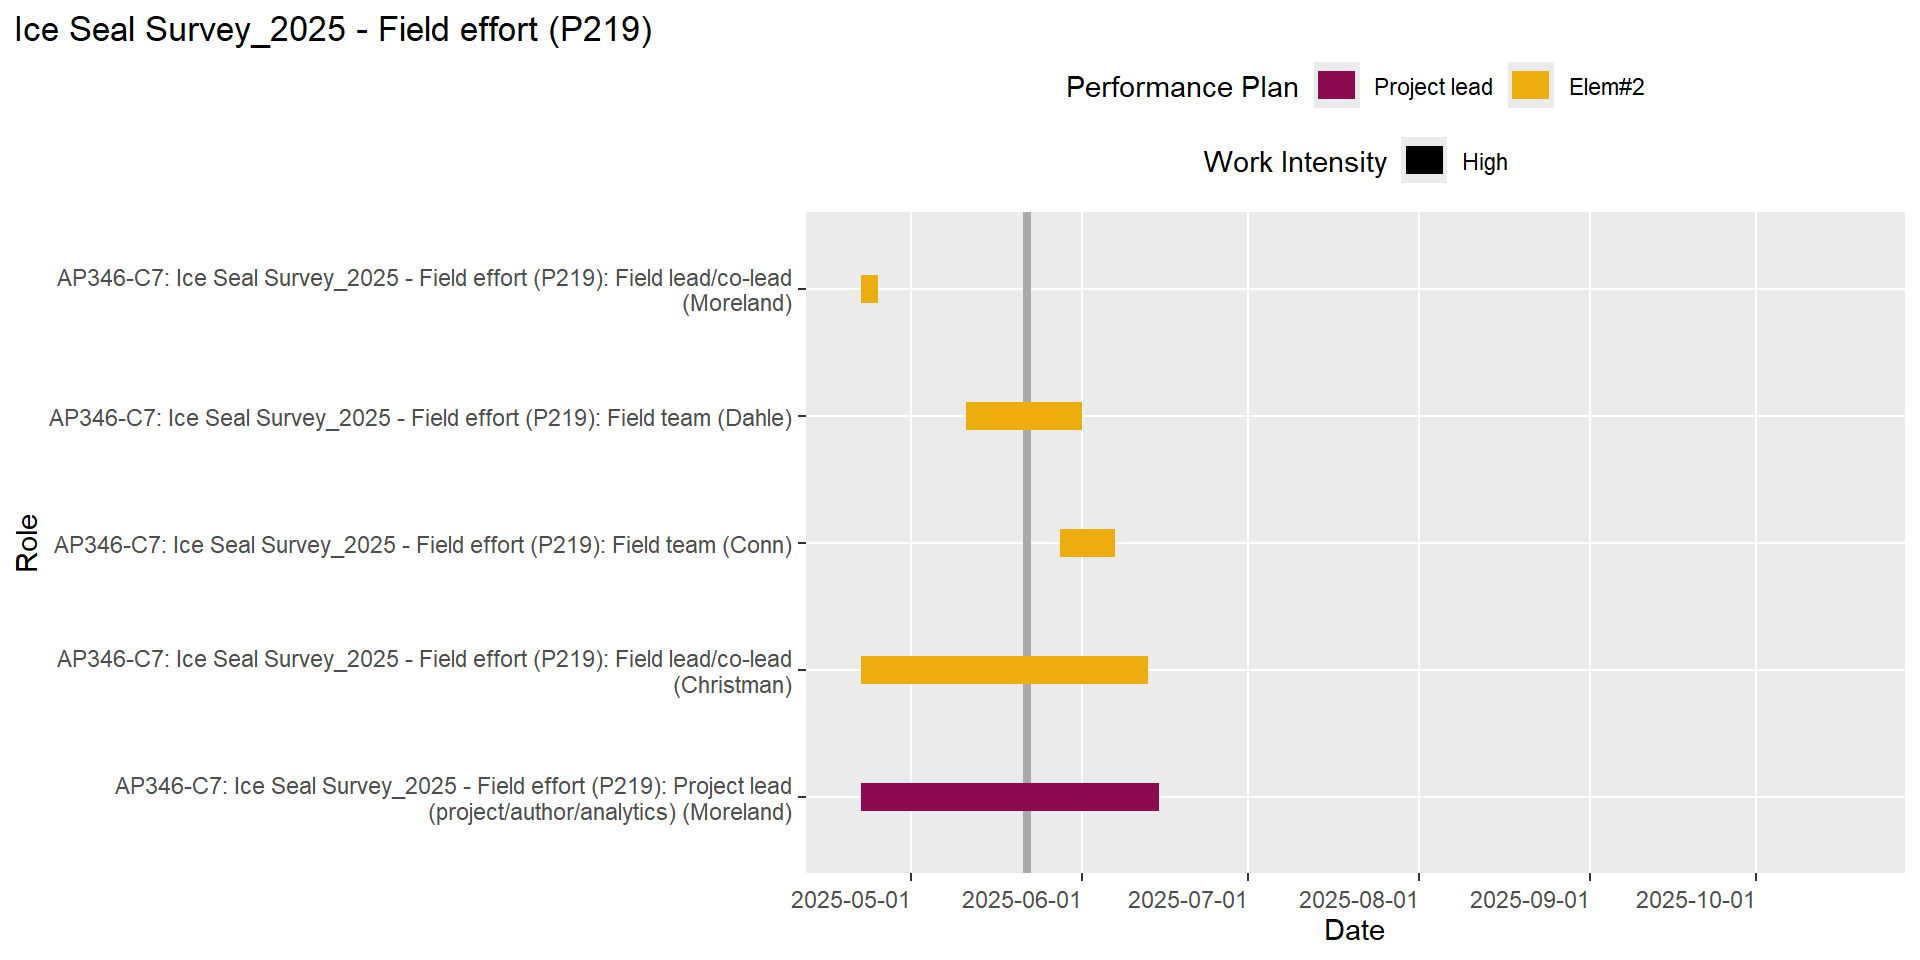 Ice Seal Survey_2025 - Field effort (P219)
Performance Plan Project lead Elem#2
Work Intensity High
AP346-C7: Ice Seal Survey_2025 - Field effort (P219): Field lead/co-lead
(Moreland)
AP346-C7: Ice Seal Survey_2025 - Field effort (P219): Field team (Dahle)
Role
AP346-C7: Ice Seal Survey_2025 - Field effort (P219): Field team (Conn)
AP346-C7: Ice Seal Survey_2025 - Field effort (P219): Field lead/co-lead
(Christman)
AP346-C7: Ice Seal Survey_2025 - Field effort (P219): Project lead
(project/author/analytics) (Moreland)
2025-05-01 2025-06-01 2025-07-01 2025-08-01 2025-09-01 2025-10-01
Date